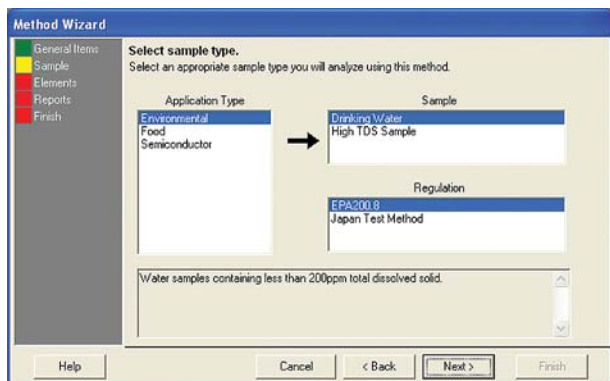 Method Wizard
General Items
Sample
Elements
Reports
Finish
Select sample type.
Select an appropriate sample type you will analyze using this method.
Application Type
Environmental
Food
Semiconductor
Sample
Drinking Water
High TDS Sample
Regulation
EPA200.8
Japan Test Method
Water samples containing less than 200ppm total dissolved solid.
Help
Cancel
< Back
Next >
Finish